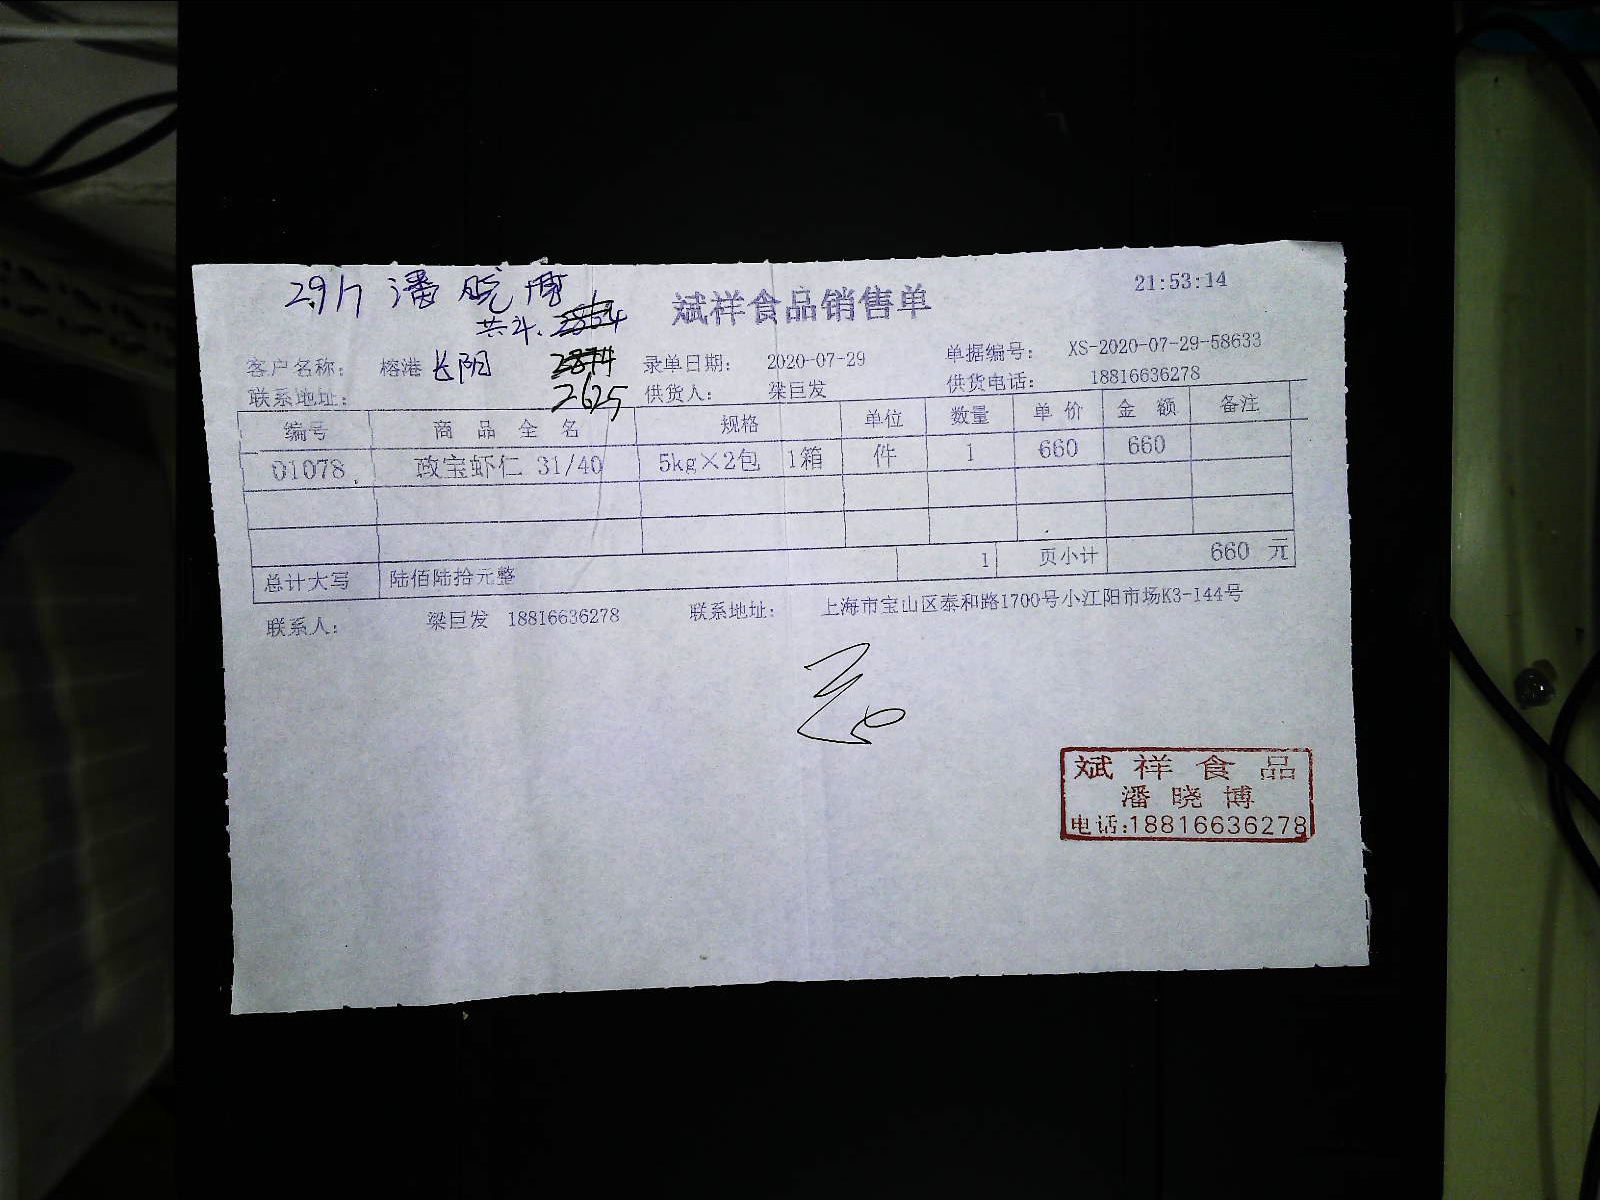 29/7 潘晓博
斌祥食品销售单
21:53:14
共斗.
客户名称: 榕港 长阳
录单日期: 2020-07-29
单据编号: XS-2020-07-29-58633
联系地址:
2625
供货人: 梁巨发
供货电话: 18816636278
编号 商 品 全 名 规格 单位 数量 单 价 金 额 备注
01078 政宝虾仁 31/40 5kg×2包 1箱 件 1 660 660
总计大写 陆佰陆拾元整 1 页小计 660 元
联系人: 梁巨发 18816636278 联系地址: 上海市宝山区泰和路1700号小江阳市场K3-144号
斌祥食品
潘晓博
电话:18816636278